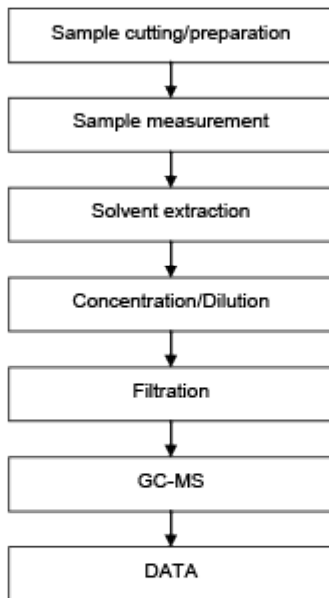 Sample cutting/preparation
Sample measurement
Solvent extraction
Concentration/Dilution
Filtration
GC-MS
DATA